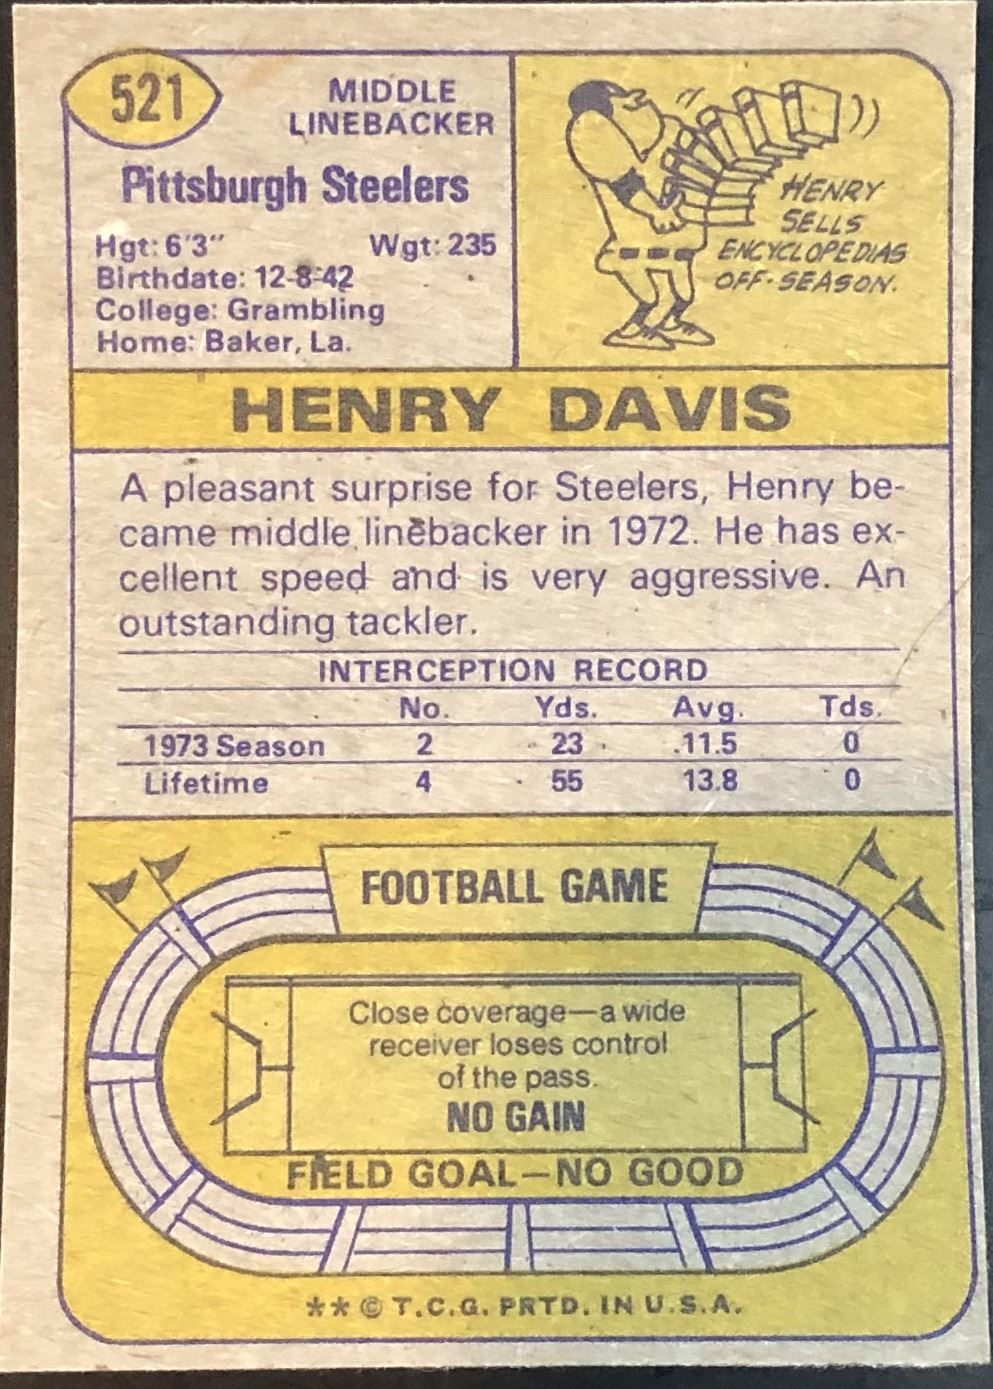 521
MIDDLE
LINEBACKER
Pittsburgh Steelers
Hgt: 6'3" Wgt: 235
Birthdate: 12-8-42
College: Grambling
Home: Baker, La.
HENRY
SELLS
ENCYCLOPEDIAS
OFF-SEASON.
HENRY DAVIS
A pleasant surprise for Steelers, Henry be-
came middle linebacker in 1972. He has ex-
cellent speed and is very aggressive. An
outstanding tackler.
INTERCEPTION RECORD
No. Yds. Avg. Tds.
1973 Season 2 23 11.5 0
Lifetime 4 55 13.8 0
FOOTBALL GAME
Close coverage—a wide
receiver loses control
of the pass.
NO GAIN
FIELD GOAL—NO GOOD
** © T.C.G. PRTD. IN U.S.A.